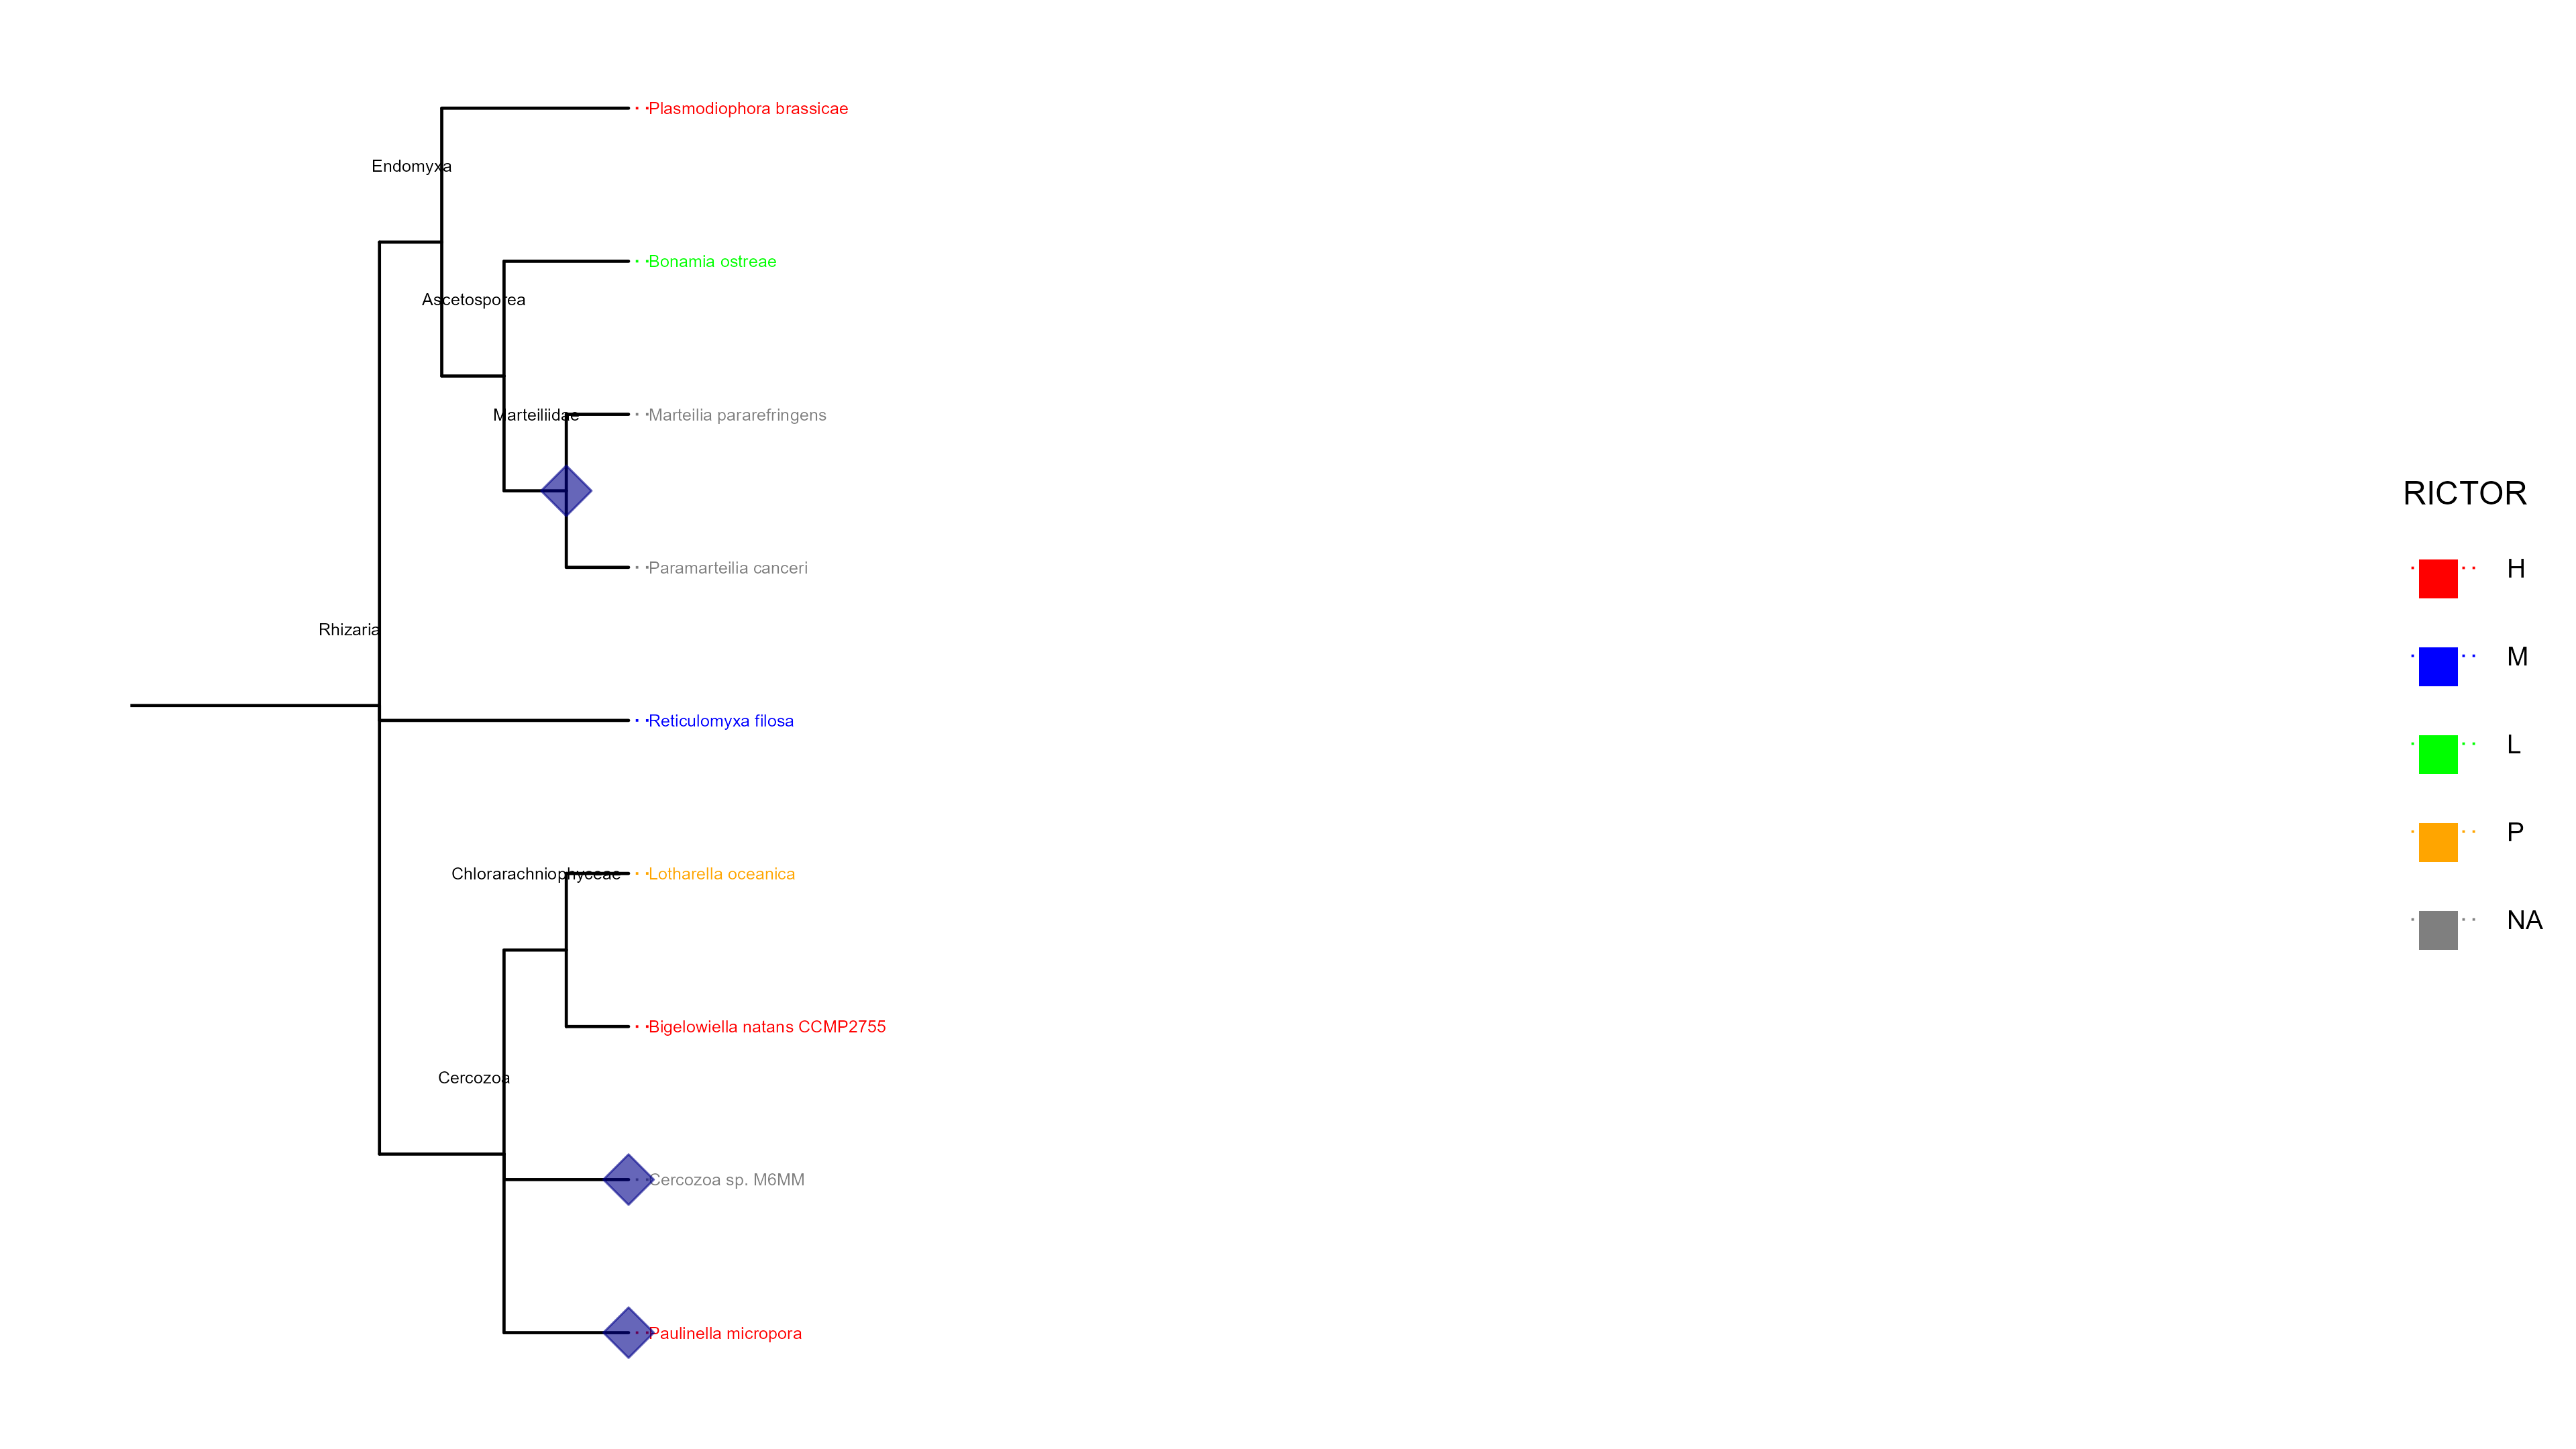 Plasmodiophora brassicae
Endomyxa
Bonamia ostreae
Ascetosporea
Marteiliidae
Marteilia pararefringens
Paramarteilia canceri
Rhizaria
Reticulomyxa filosa
Chlorarachniophyceae
Lotharella oceanica
Bigelowiella natans CCMP2755
Cercozoa
Cercozoa sp. M6MM
Paulinella micropora
RICTOR
H
M
L
P
NA